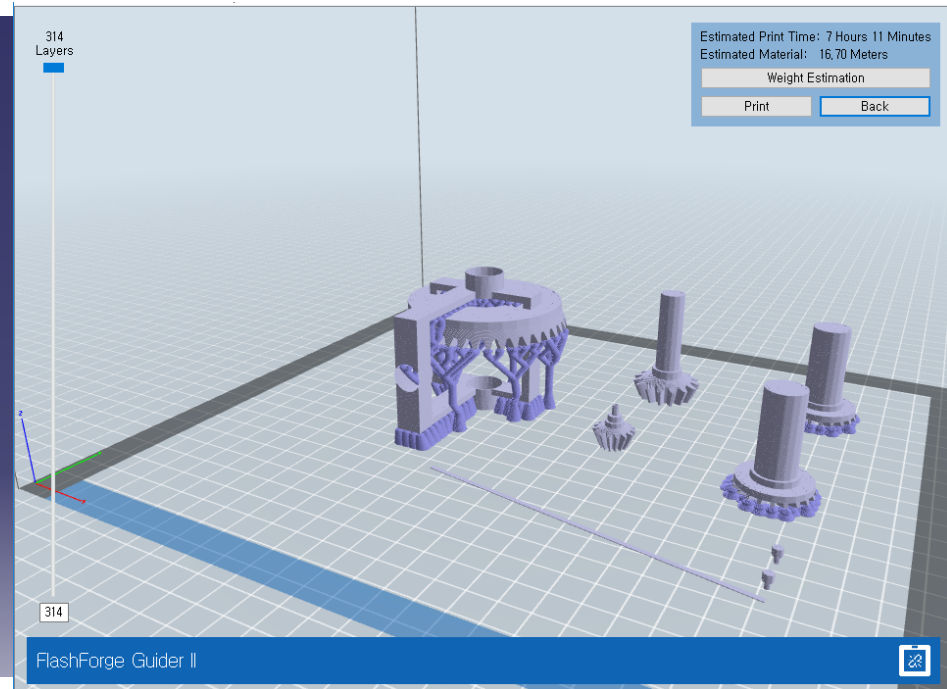 314
Layers
Estimated Print Time: 7 Hours 11 Minutes
Estimated Material: 16,70 Meters
Weight Estimation
Print Back
z
314
FlashForge Guider II